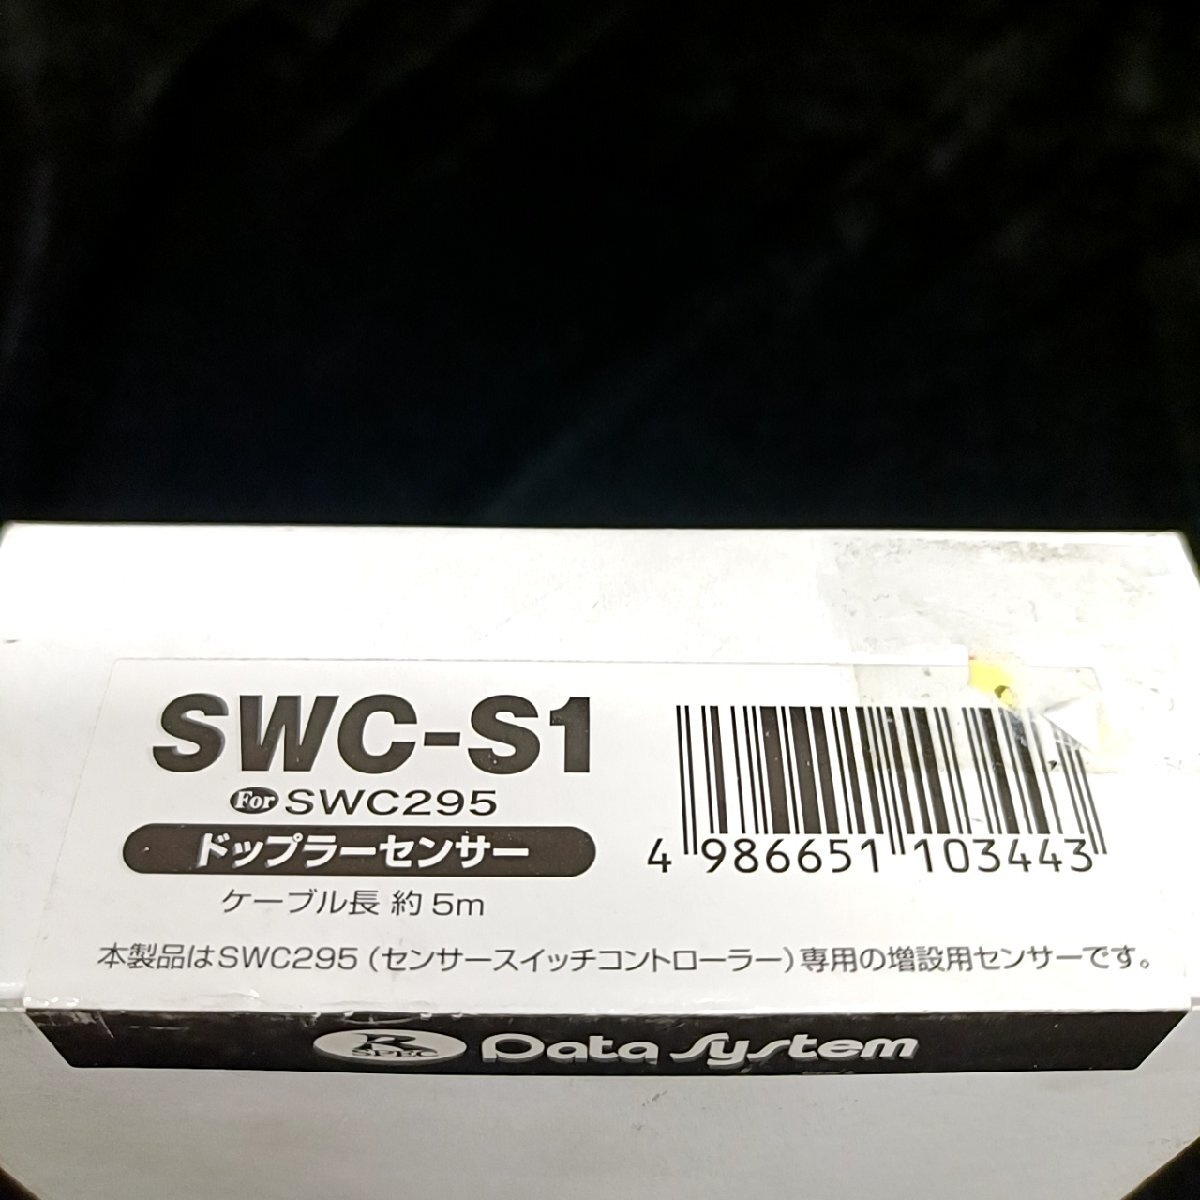 SWC-S1
For SWC295
ドップラーセンサー
ケーブル長 約5m
4 986651 103443
本製品はSWC295(センサースイッチコントローラー)専用の増設用センサーです。
R SPEC Data System